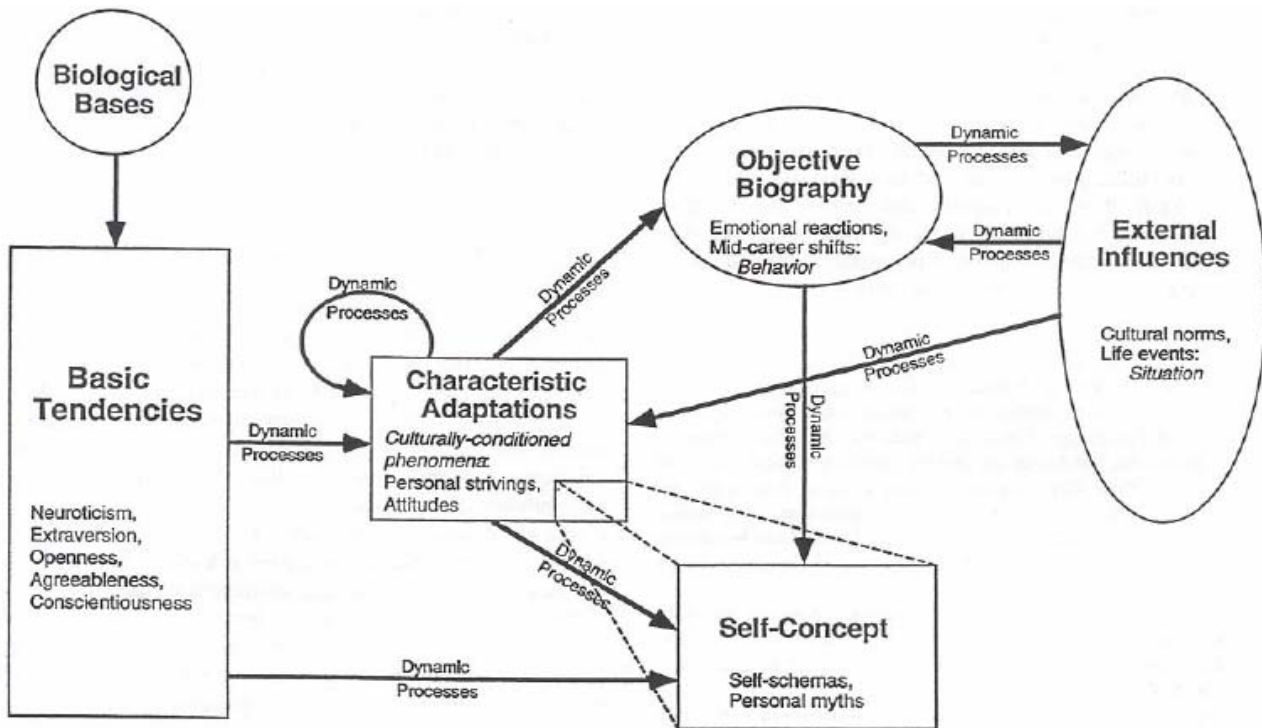 Biological
Bases
Basic
Tendencies
Neuroticism,
Extraversion,
Openness,
Agreeableness,
Conscientiousness
Dynamic
Processes
Dynamic
Processes
Characteristic
Adaptations
Culturally-conditioned
phenomena:
Personal strivings,
Attitudes
Dynamic
Processes
Objective
Biography
Emotional reactions,
Mid-career shifts:
Behavior
Dynamic
Processes
Dynamic
Processes
External
Influences
Cultural norms,
Life events:
Situation
Dynamic
Processes
Dynamic
Processes
Dynamic
Processes
Dynamic
Processes
Self-Concept
Self-schemas,
Personal myths